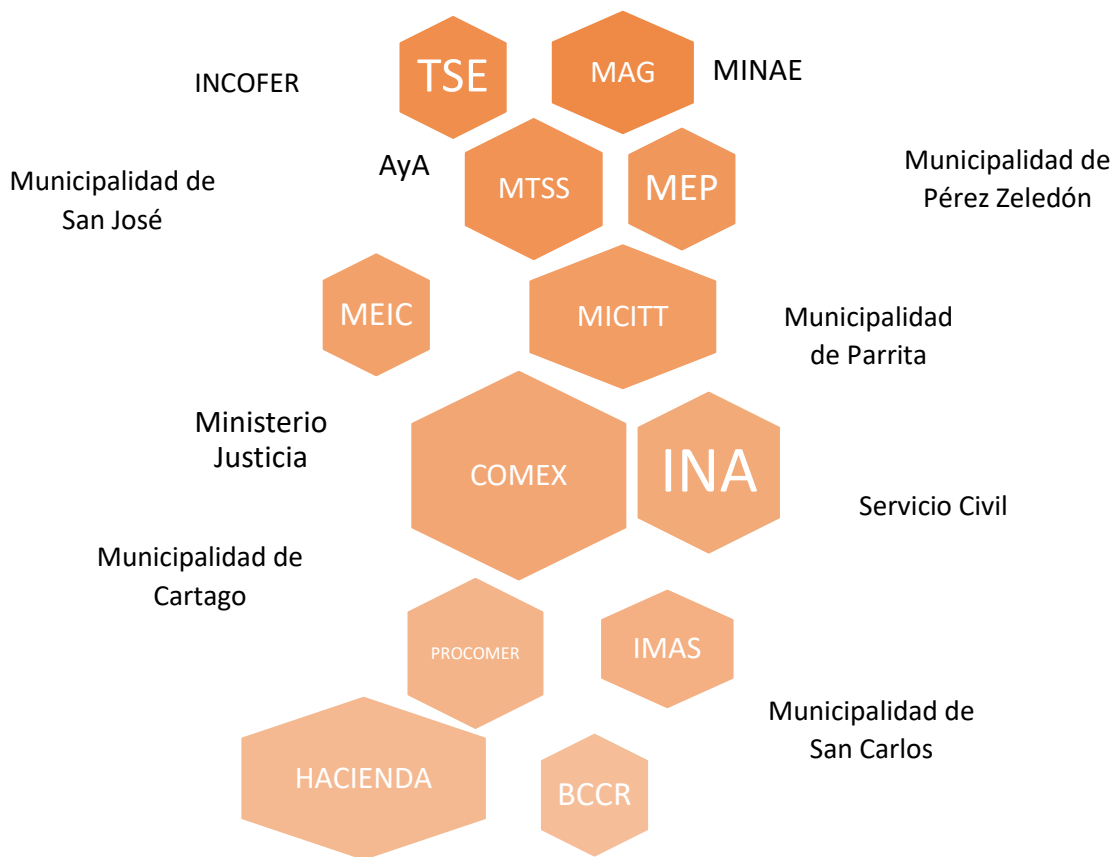 INCOFER
TSE
MAG
MINAE
AyA
MTSS
MEP
Municipalidad de
San José
Municipalidad de
Pérez Zeledón
MEIC
MICITT
Municipalidad
de Parrita
Ministerio
Justicia
COMEX
INA
Servicio Civil
Municipalidad de
Cartago
PROCOMER
IMAS
Municipalidad de
San Carlos
HACIENDA
BCCR